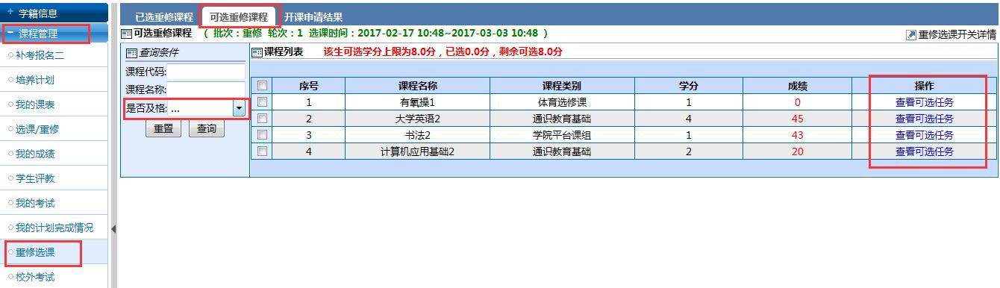 学籍信息
课程管理
补考报名二
培养计划
我的课表
选课/重修
我的成绩
学生评教
我的考试
我的计划完成情况
重修选课
校外考试
已选重修课程 可选重修课程 开课申请结果
可选重修课程 ( 批次：重修 轮次：1 选课时间：2017-02-17 10:48~2017-03-03 10:48 )
重修选课开关详情
查询条件
课程代码:
课程名称:
是否及格: ...
重置 查询
课程列表 该生可选学分上限为8.0分，已选0.0分，剩余可选8.0分
序号 课程名称 课程类别 学分 成绩 操作
1 有氧操1 体育选修课 1 0 查看可选任务
2 大学英语2 通识教育基础 4 45 查看可选任务
3 书法2 学院平台课组 1 43 查看可选任务
4 计算机应用基础2 通识教育基础 2 20 查看可选任务